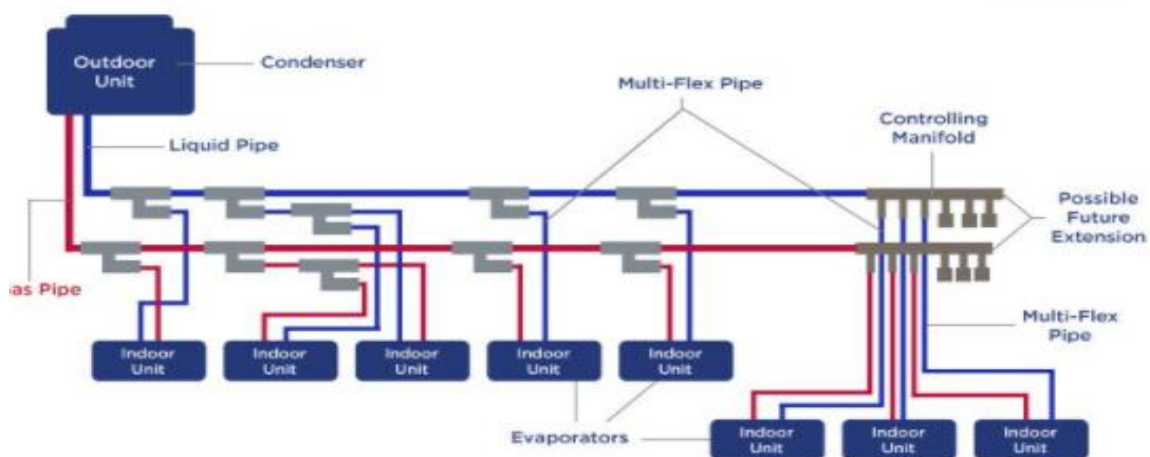 Outdoor
Unit
Condenser
Multi-Flex Pipe
Controlling
Manifold
Liquid Pipe
Possible
Future
Extension
Pipe
Multi-Flex
Pipe
Indoor
Unit
Indoor
Unit
Indoor
Unit
Indoor
Unit
Indoor
Unit
Evaporators
Indoor
Unit
Indoor
Unit
Indoor
Unit